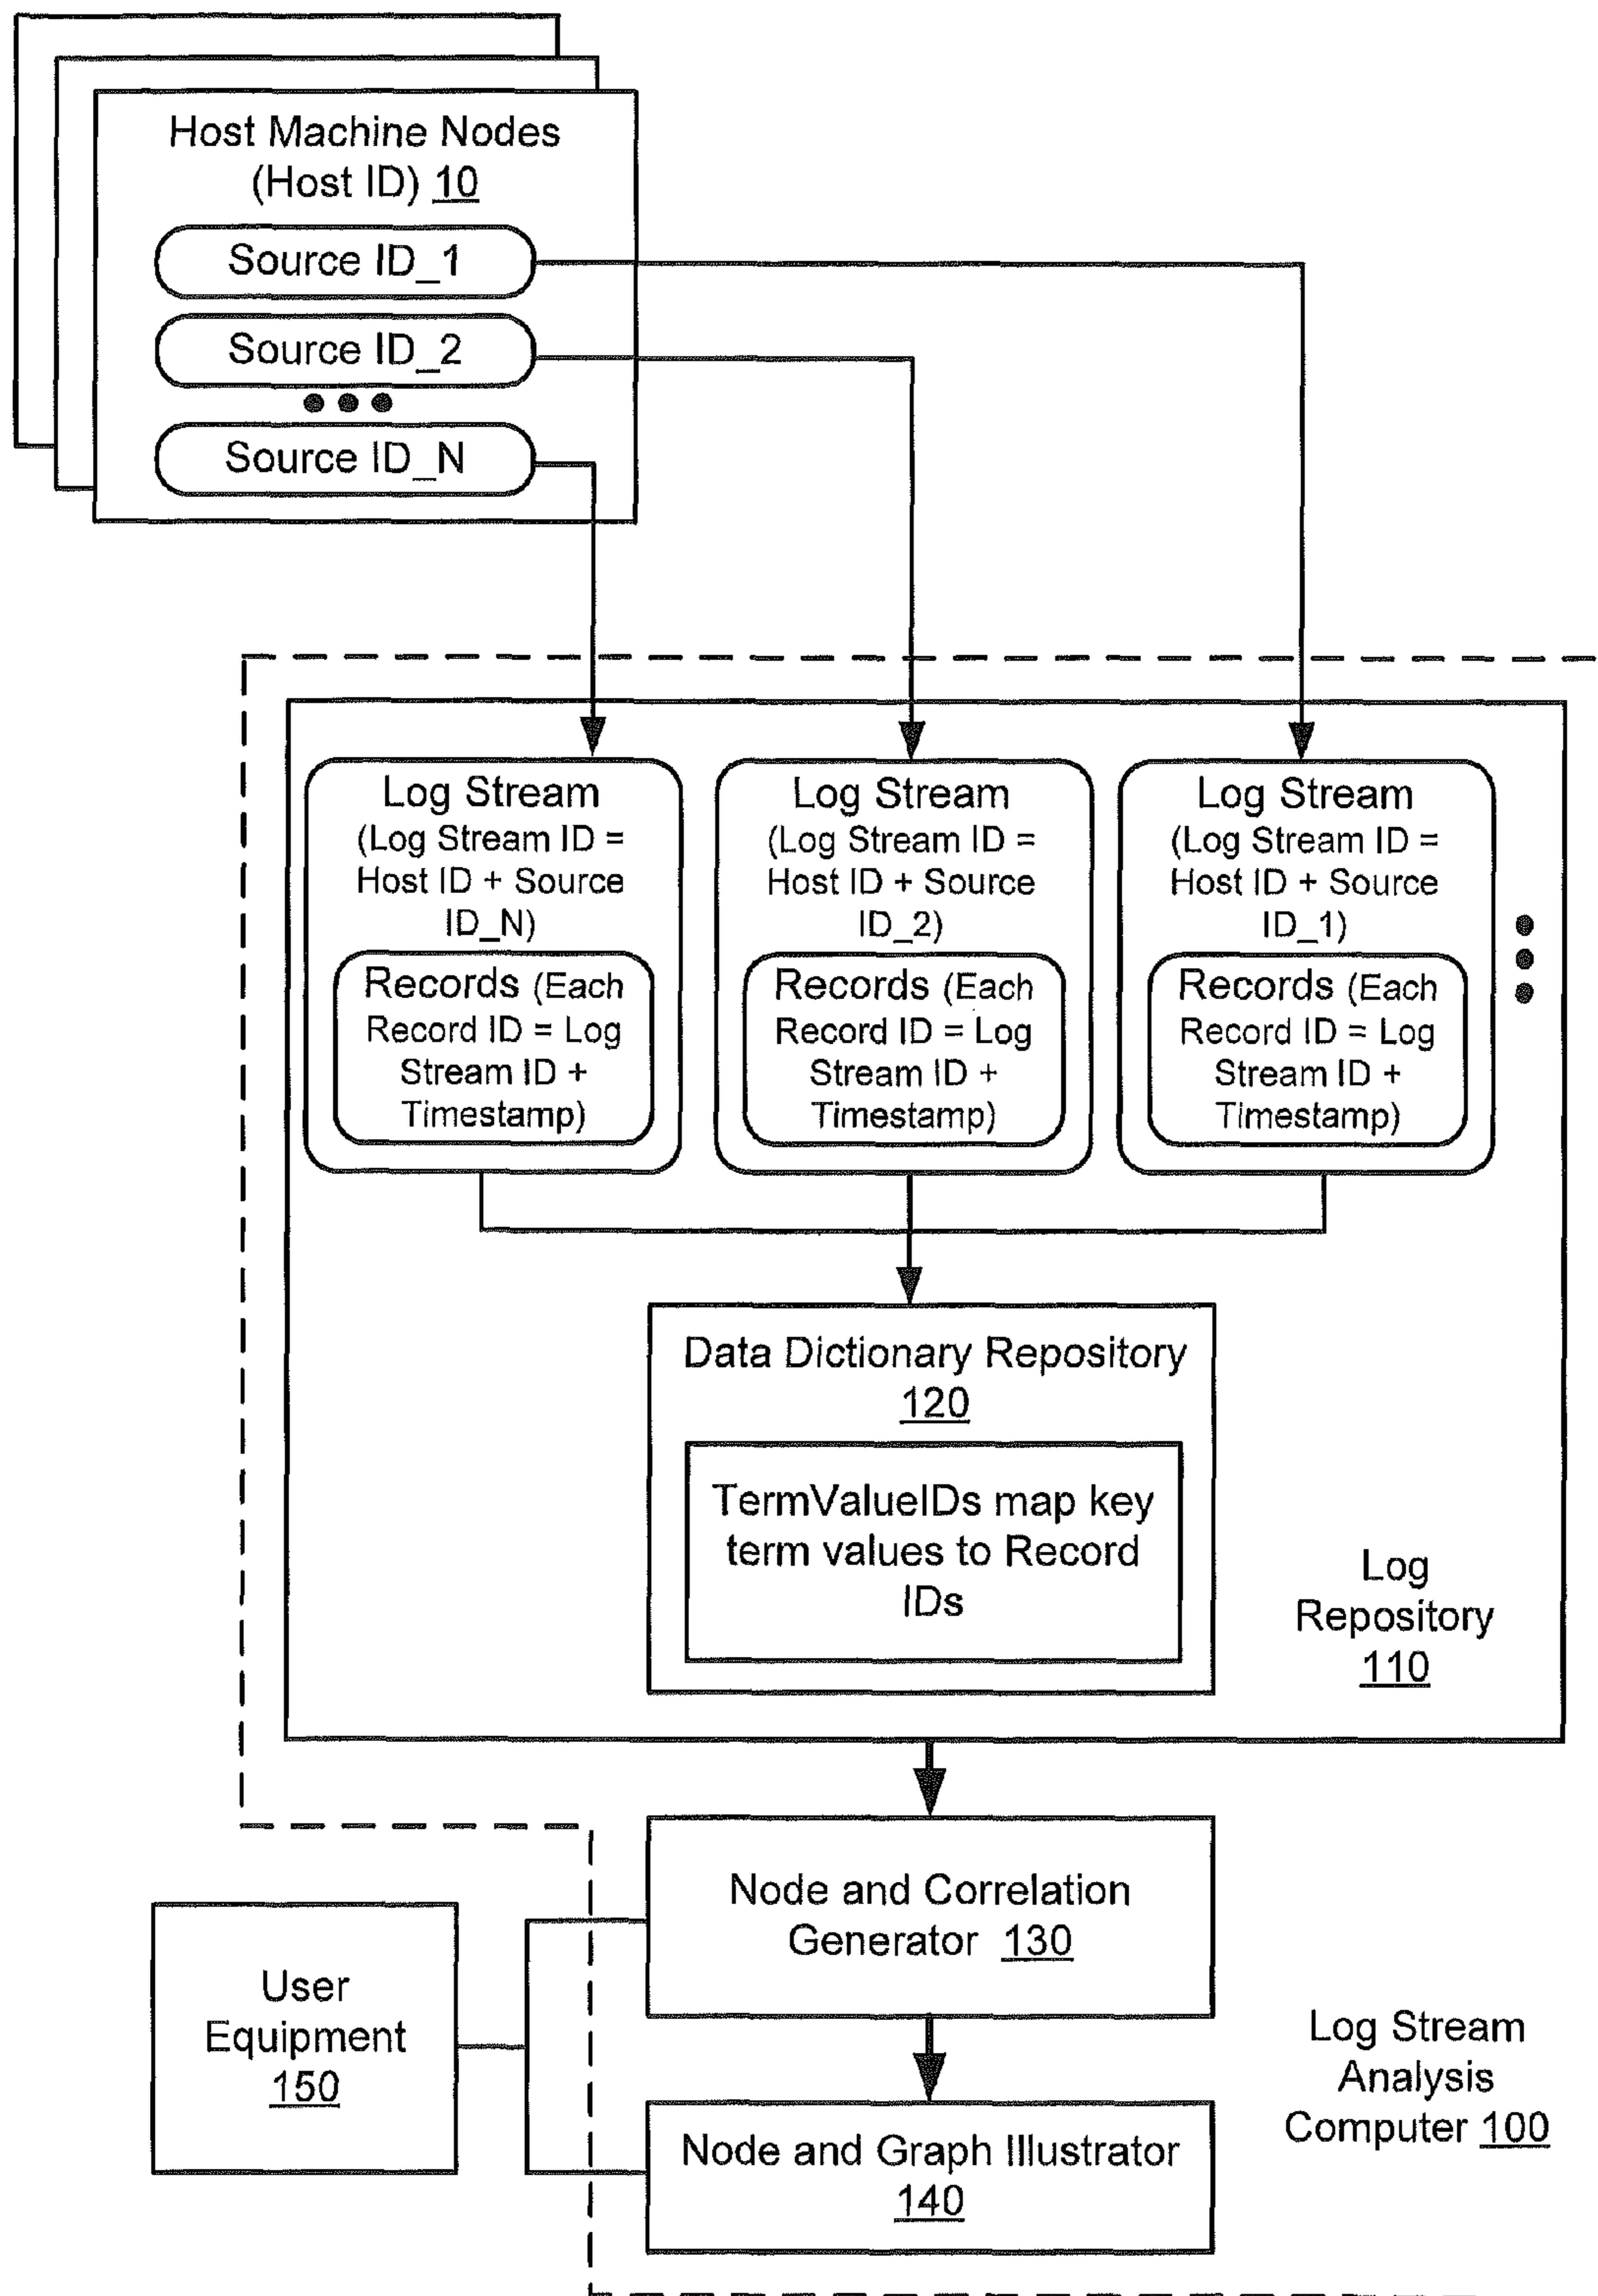 Host Machine Nodes
(Host ID) 10
Source ID_1
Source ID_2
Source ID_N
Log Stream
(Log Stream ID =
Host ID + Source
ID_N)
Records (Each
Record ID = Log
Stream ID +
Timestamp)
Log Stream
(Log Stream ID =
Host ID + Source
ID_2)
Records (Each
Record ID = Log
Stream ID +
Timestamp)
Log Stream
(Log Stream ID =
Host ID + Source
ID_1)
Records (Each
Record ID = Log
Stream ID +
Timestamp)
Data Dictionary Repository
120
TermValueIDs map key
term values to Record
IDs
Log
Repository
110
Node and Correlation
Generator 130
User
Equipment
150
Log Stream
Analysis
Computer 100
Node and Graph Illustrator
140